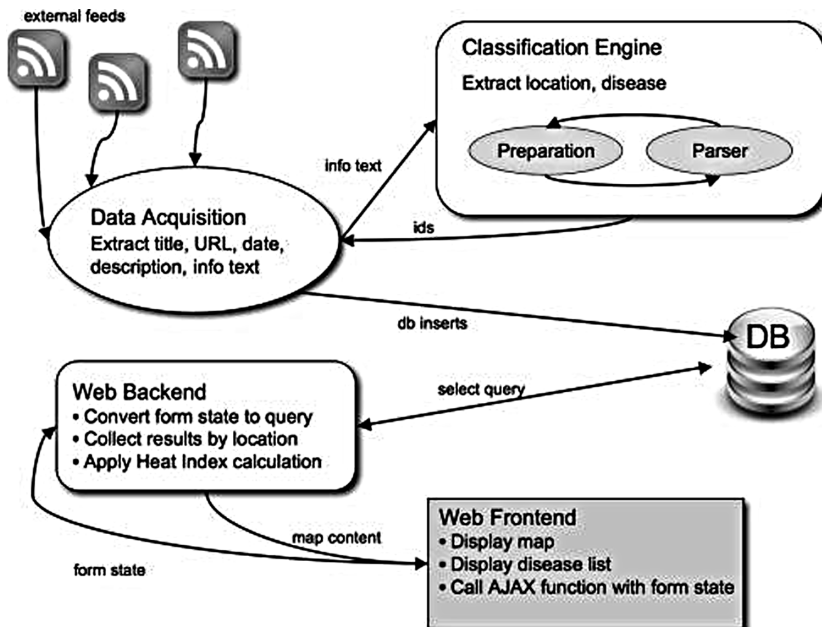 external feeds
Classification Engine
Extract location, disease
Preparation
Parser
info text
Data Acquisition
Extract title, URL, date,
description, info text
ids
db inserts
DB
Web Backend
• Convert form state to query
• Collect results by location
• Apply Heat Index calculation
select query
map content
form state
Web Frontend
• Display map
• Display disease list
• Call AJAX function with form state